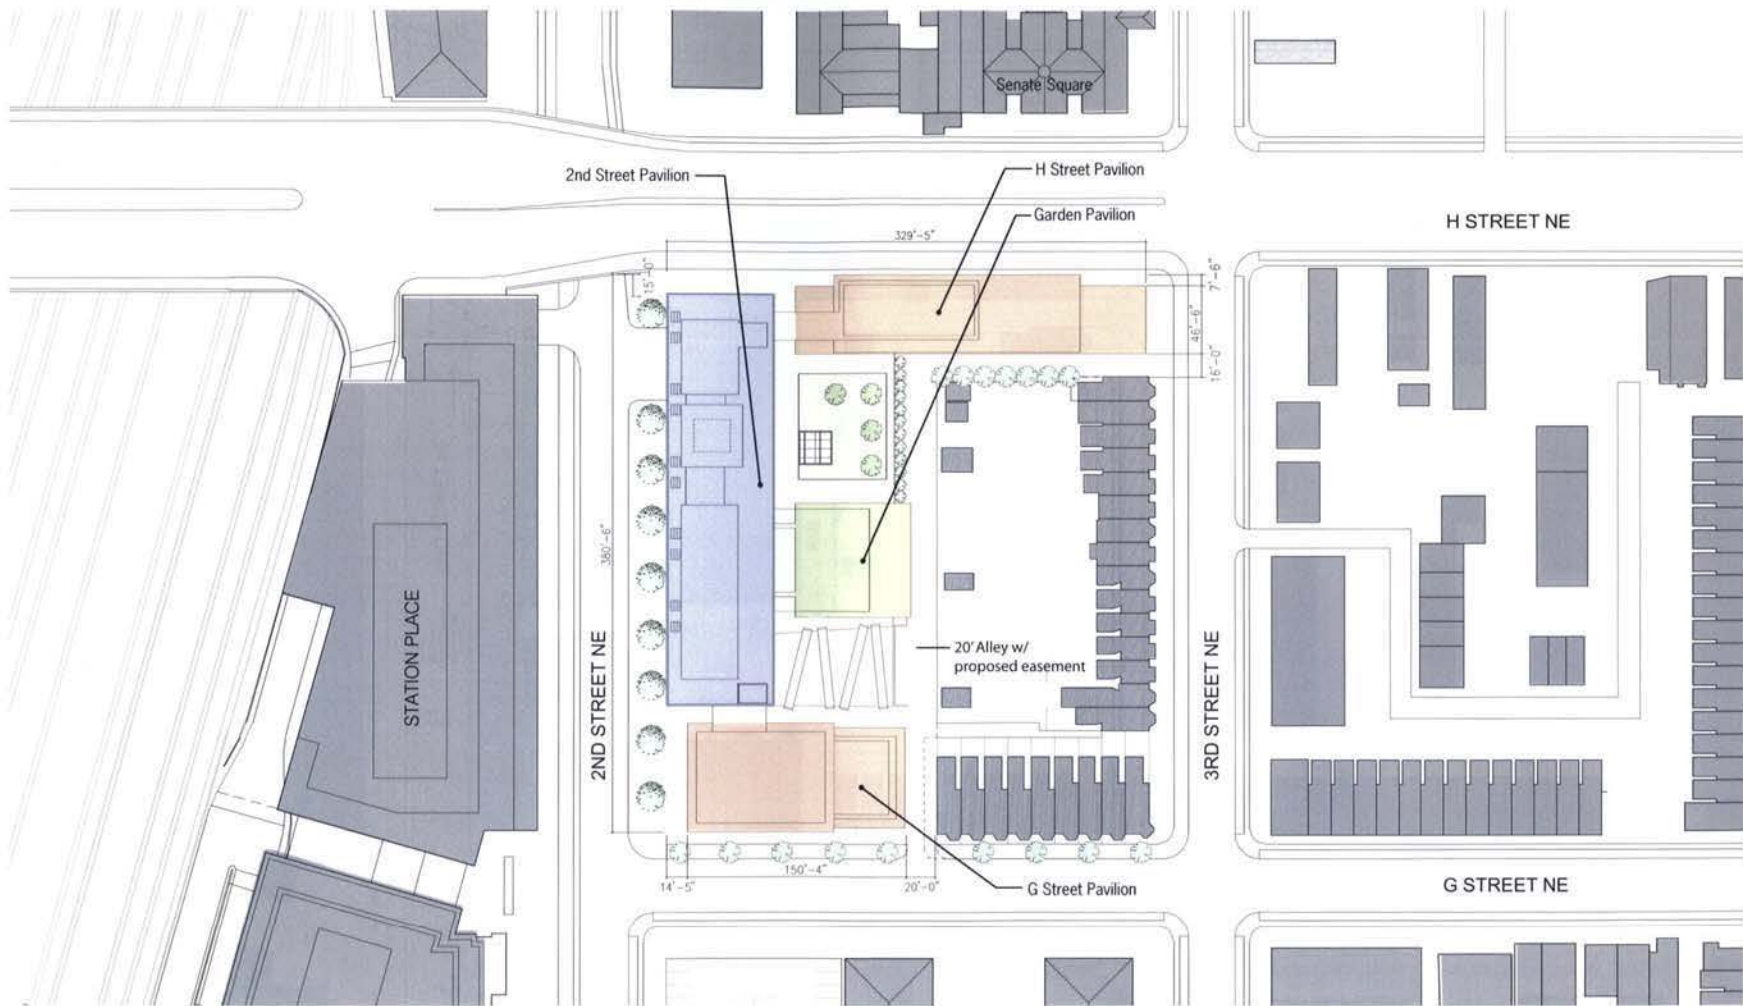 Senate Square
2nd Street Pavilion
H Street Pavilion
Garden Pavilion
H STREET NE
329'-5"
15'-0"
7'-6"
46'-6"
16'-0"
380'-6"
STATION PLACE
2ND STREET NE
20' Alley w/
proposed easement
3RD STREET NE
14'-5"
150'-4"
20'-0"
G Street Pavilion
G STREET NE